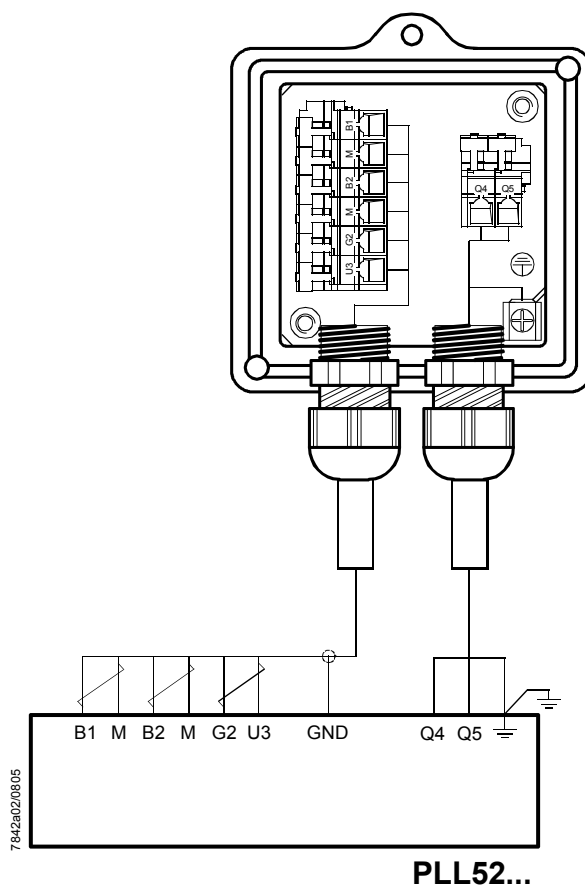 B1
M
B2
M
G2
U3
Q4 Q5
B1 M B2 M G2 U3 GND Q4 Q5
7842a02/0805
PLL52...